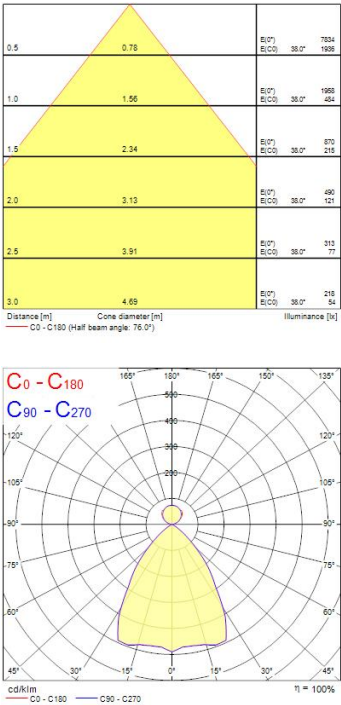 E(0°) 7834
0.5 0.78 E(C0) 38.0° 1936
E(0°) 1958
1.0 1.56 E(C0) 38.0° 484
E(0°) 870
1.5 2.34 E(C0) 38.0° 215
E(0°) 490
2.0 3.13 E(C0) 38.0° 121
E(0°) 313
2.5 3.91 E(C0) 38.0° 77
E(0°) 218
3.0 4.69 E(C0) 38.0° 54
Distance [m] Cone diameter [m] Illuminance [lx]
C0 - C180 (Half beam angle: 76.0°)
165° 180° 165° 135°
C0 - C180
500
C90 - C270
400
120° 300 120°
200
105° 105°
90° 90°
75° 75°
60° 60°
45° 30° 15° 0° 15° 30° 45°
cd/klm η = 100%
C0 - C180 C90 - C270